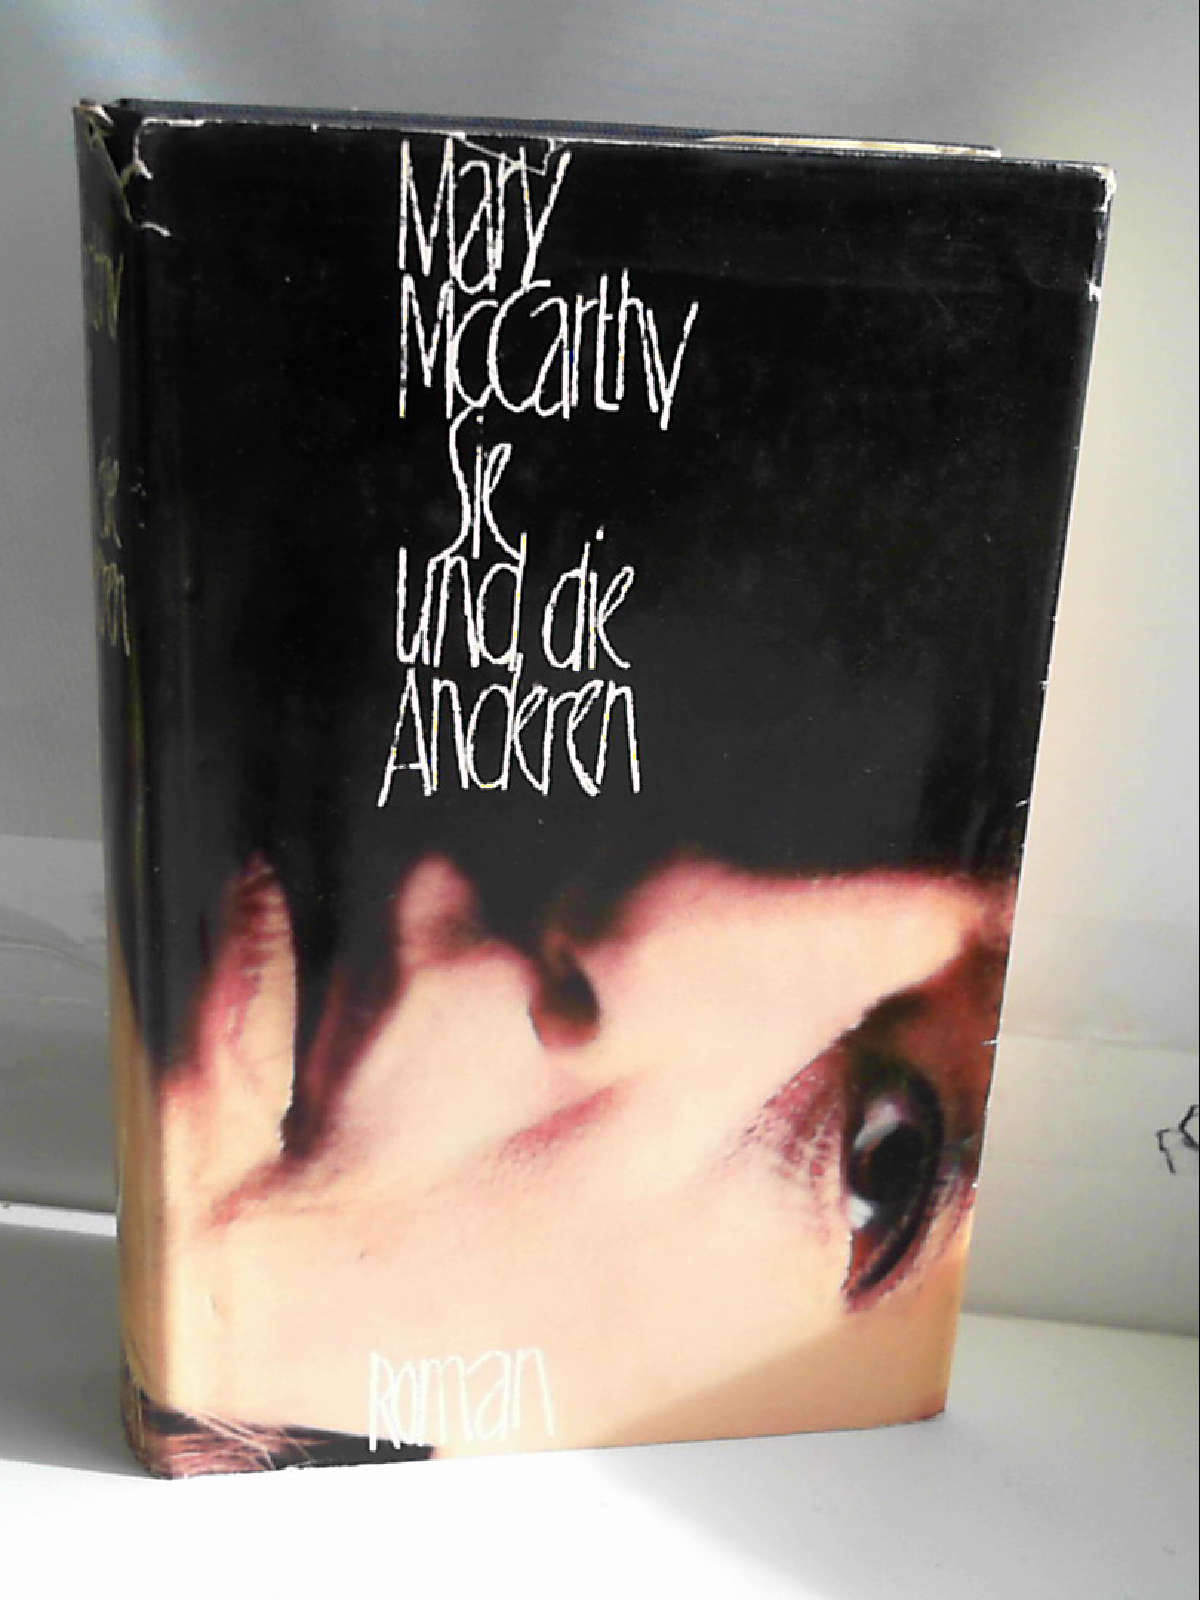 Mary
McCarthy
Sie
und die
Anderen
Roman